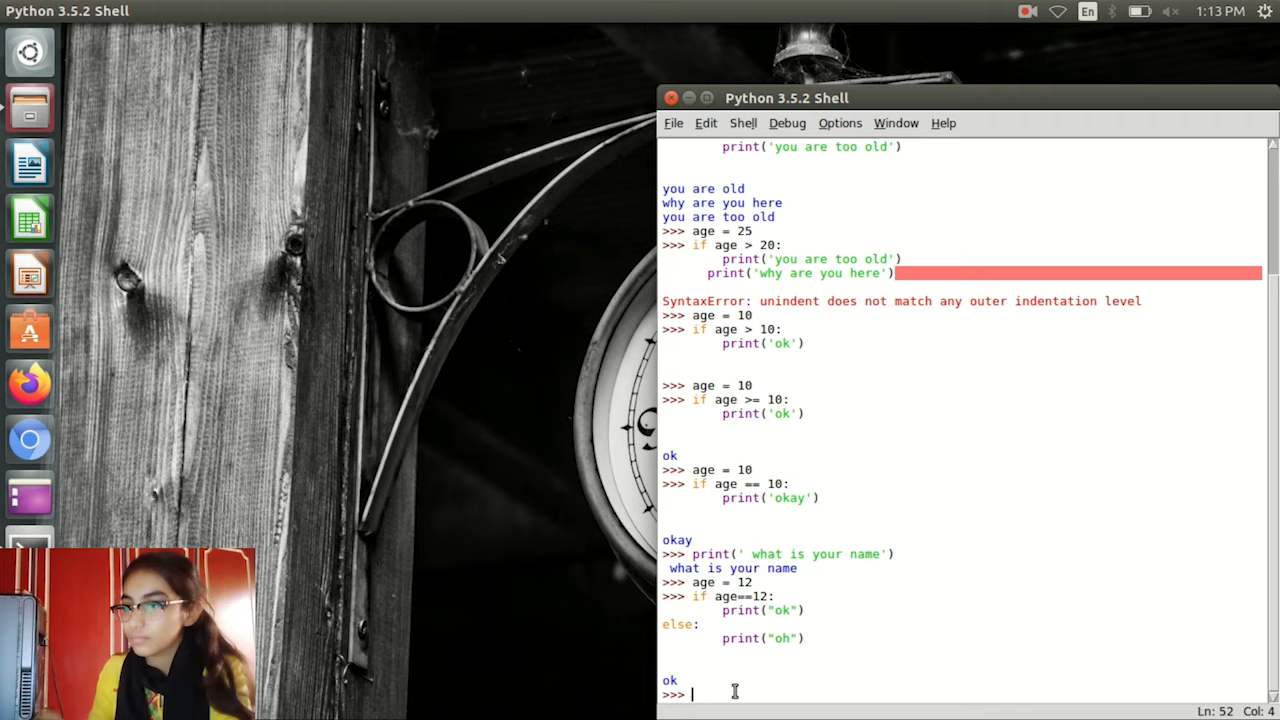 Python 3.5.2 Shell
En
1:13 PM
Python 3.5.2 Shell
File Edit Shell Debug Options Window Help
print('you are too old')
you are old
why are you here
you are too old
>>> age = 25
>>> if age > 20:
print('you are too old')
print('why are you here')
SyntaxError: unindent does not match any outer indentation level
>>> age = 10
>>> if age > 10:
print('ok')
>>> age = 10
>>> if age >= 10:
print('ok')
ok
>>> age = 10
>>> if age == 10:
print('okay')
okay
>>> print(' what is your name')
what is your name
>>> age = 12
>>> if age==12:
print("ok")
else:
print("oh")
ok
>>>
Ln: 52 Col: 4